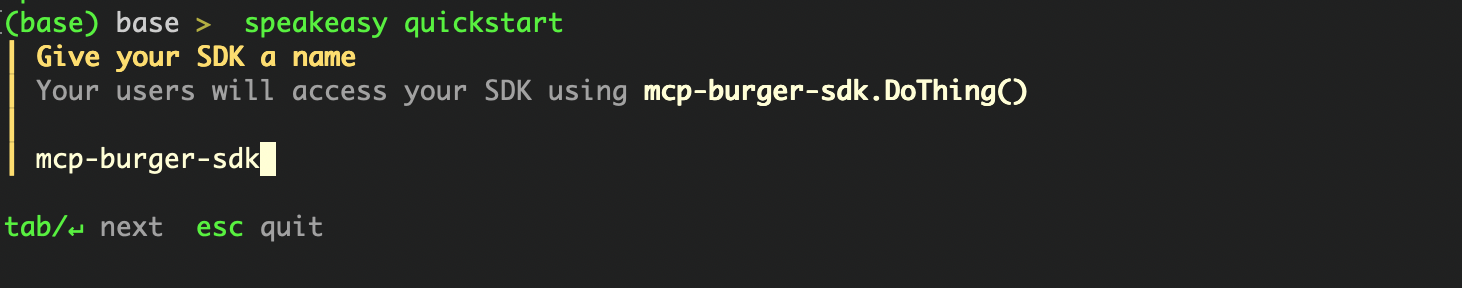 (base) base > speakeasy quickstart
Give your SDK a name
Your users will access your SDK using mcp-burger-sdk.DoThing()
mcp-burger-sdk
tab/↵ next esc quit